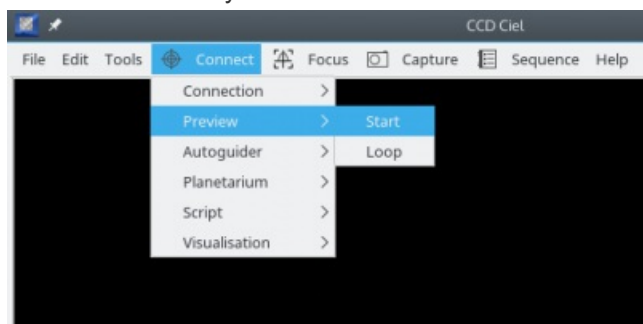 CCD Ciel
File Edit Tools Connect Focus Capture Sequence Help
Connection
Preview Start
Autoguider Loop
Planetarium
Script
Visualisation